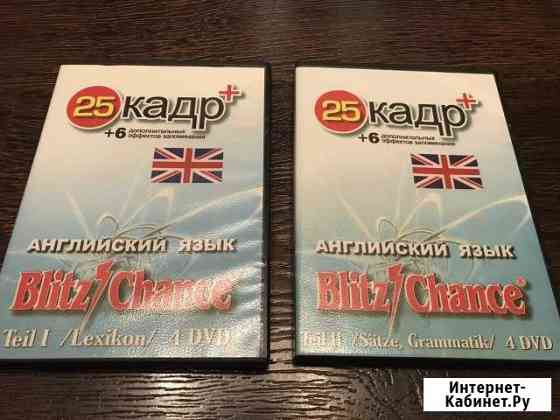 25 кадр+
+6 дополнительных
эффектов запоминания
АНГЛИЙСКИЙ ЯЗЫК
Blitz Chance
Teil I /Lexikon/ 4 DVD
25 кадр+
+6 дополнительных
эффектов запоминания
АНГЛИЙСКИЙ ЯЗЫК
Blitz Chance®
Teil II /Sätze, Grammatik/ 4 DVD
Интернет-
Кабинет.Ру